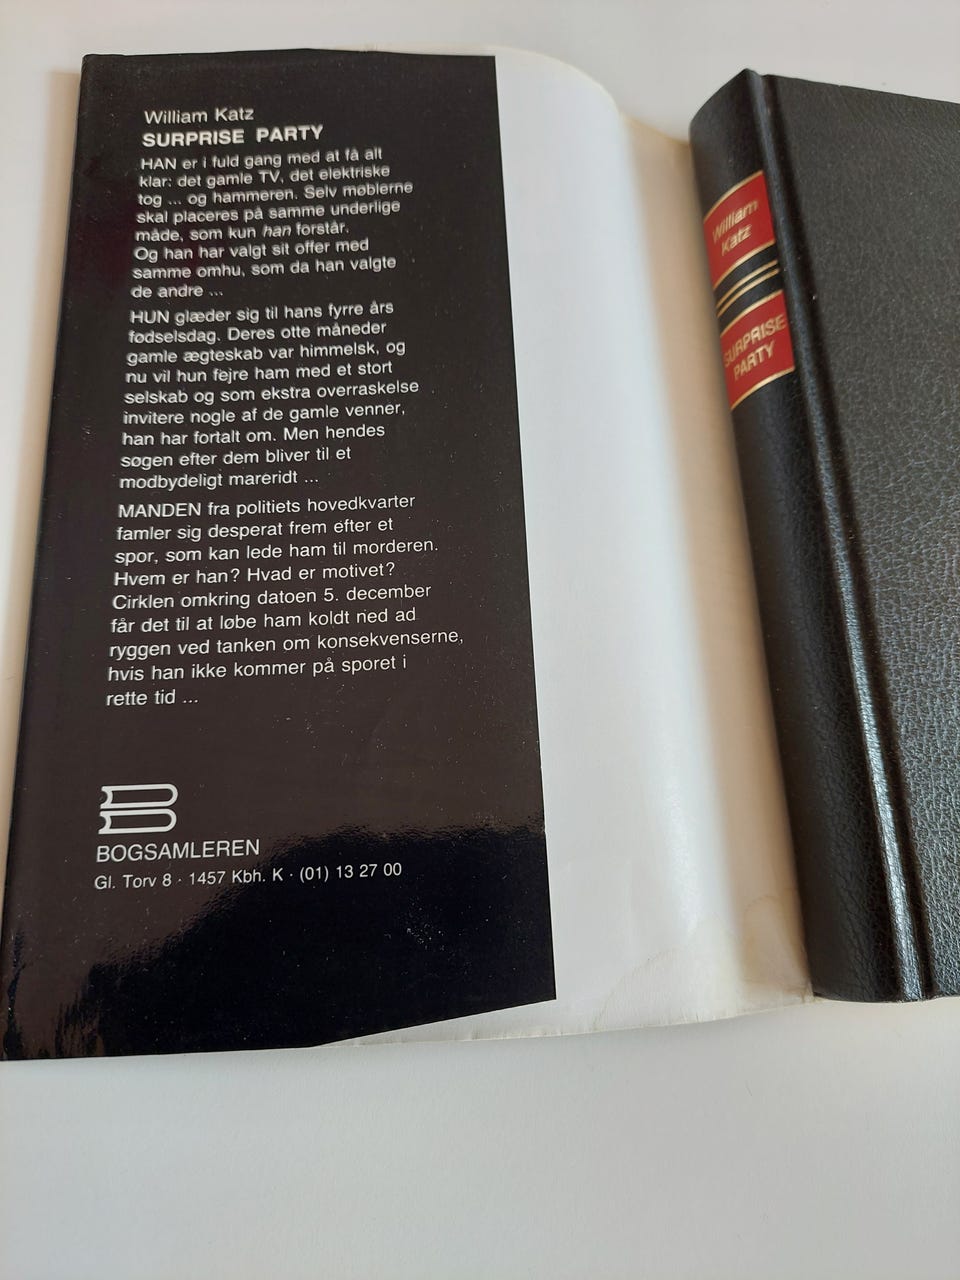 William Katz
SURPRISE PARTY
HAN er i fuld gang med at få alt
klar: det gamle TV, det elektriske
tog ... og hammeren. Selv møblerne
skal placeres på samme underlige
måde, som kun han forstår.
Og han har valgt sit offer med
samme omhu, som da han valgte
de andre ...
HUN glæder sig til hans fyrre års
fødselsdag. Deres otte måneder
gamle ægteskab var himmelsk, og
nu vil hun fejre ham med et stort
selskab og som ekstra overraskelse
invitere nogle af de gamle venner,
han har fortalt om. Men hendes
søgen efter dem bliver til et
modbydeligt mareridt ...
MANDEN fra politiets hovedkvarter
famler sig desperat frem efter et
spor, som kan lede ham til morderen.
Hvem er han? Hvad er motivet?
Cirklen omkring datoen 5. december
får det til at løbe ham koldt ned ad
ryggen ved tanken om konsekvenserne,
hvis han ikke kommer på sporet i
rette tid ...
BOGSAMLEREN
Gl. Torv 8 · 1457 Kbh. K · (01) 13 27 00
William
Katz
SURPRISE
PARTY